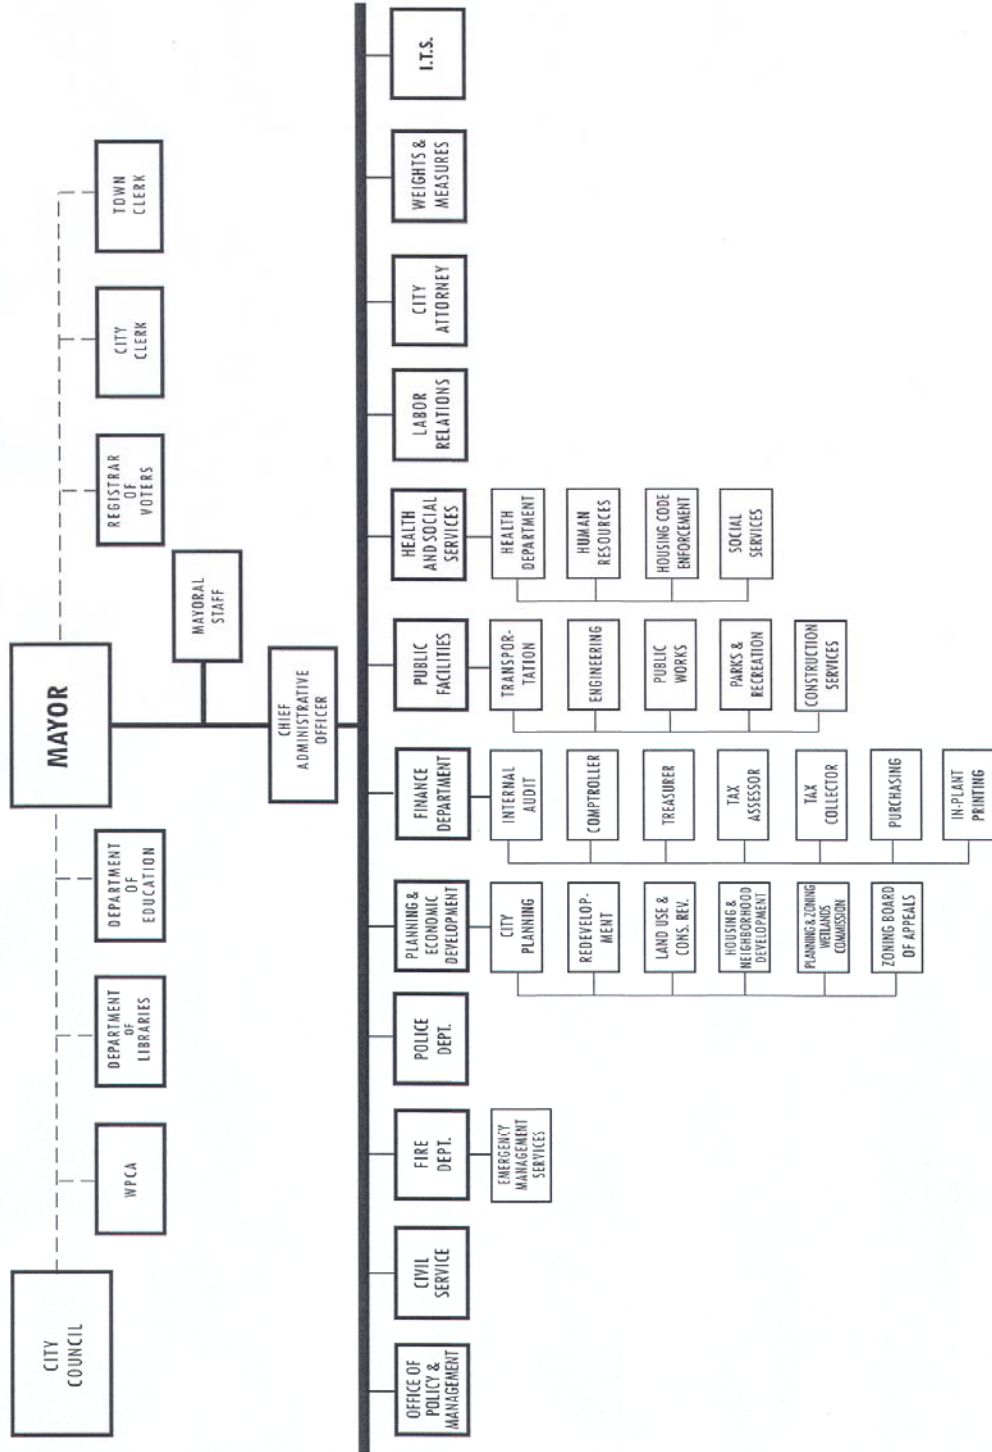 CITY
COUNCIL
MAYOR
WPCA
DEPARTMENT
OF
LIBRARIES
DEPARTMENT
OF
EDUCATION
REGISTRAR
OF
VOTERS
CITY
CLERK
TOWN
CLERK
MAYORAL
STAFF
CHIEF
ADMINISTRATIVE
OFFICER
OFFICE OF
POLICY &
MANAGEMENT
CIVIL
SERVICE
FIRE
DEPT.
POLICE
DEPT.
PLANNING &
ECONOMIC
DEVELOPMENT
FINANCE
DEPARTMENT
PUBLIC
FACILITIES
HEALTH
AND SOCIAL
SERVICES
LABOR
RELATIONS
CITY
ATTORNEY
WEIGHTS &
MEASURES
I.T.S.
EMERGENCY
MANAGEMENT
SERVICES
CITY
PLANNING
REDEVELOP-
MENT
LAND USE &
CONS. REV.
HOUSING &
NEIGHBORHOOD
DEVELOPMENT
PLANNING & ZONING
WETLANDS
COMMISSION
ZONING BOARD
OF APPEALS
INTERNAL
AUDIT
COMPTROLLER
TREASURER
TAX
ASSESSOR
TAX
COLLECTOR
PURCHASING
IN-PLANT
PRINTING
TRANSPOR-
TATION
ENGINEERING
PUBLIC
WORKS
PARKS &
RECREATION
CONSTRUCTION
SERVICES
HEALTH
DEPARTMENT
HUMAN
RESOURCES
HOUSING CODE
ENFORCEMENT
SOCIAL
SERVICES